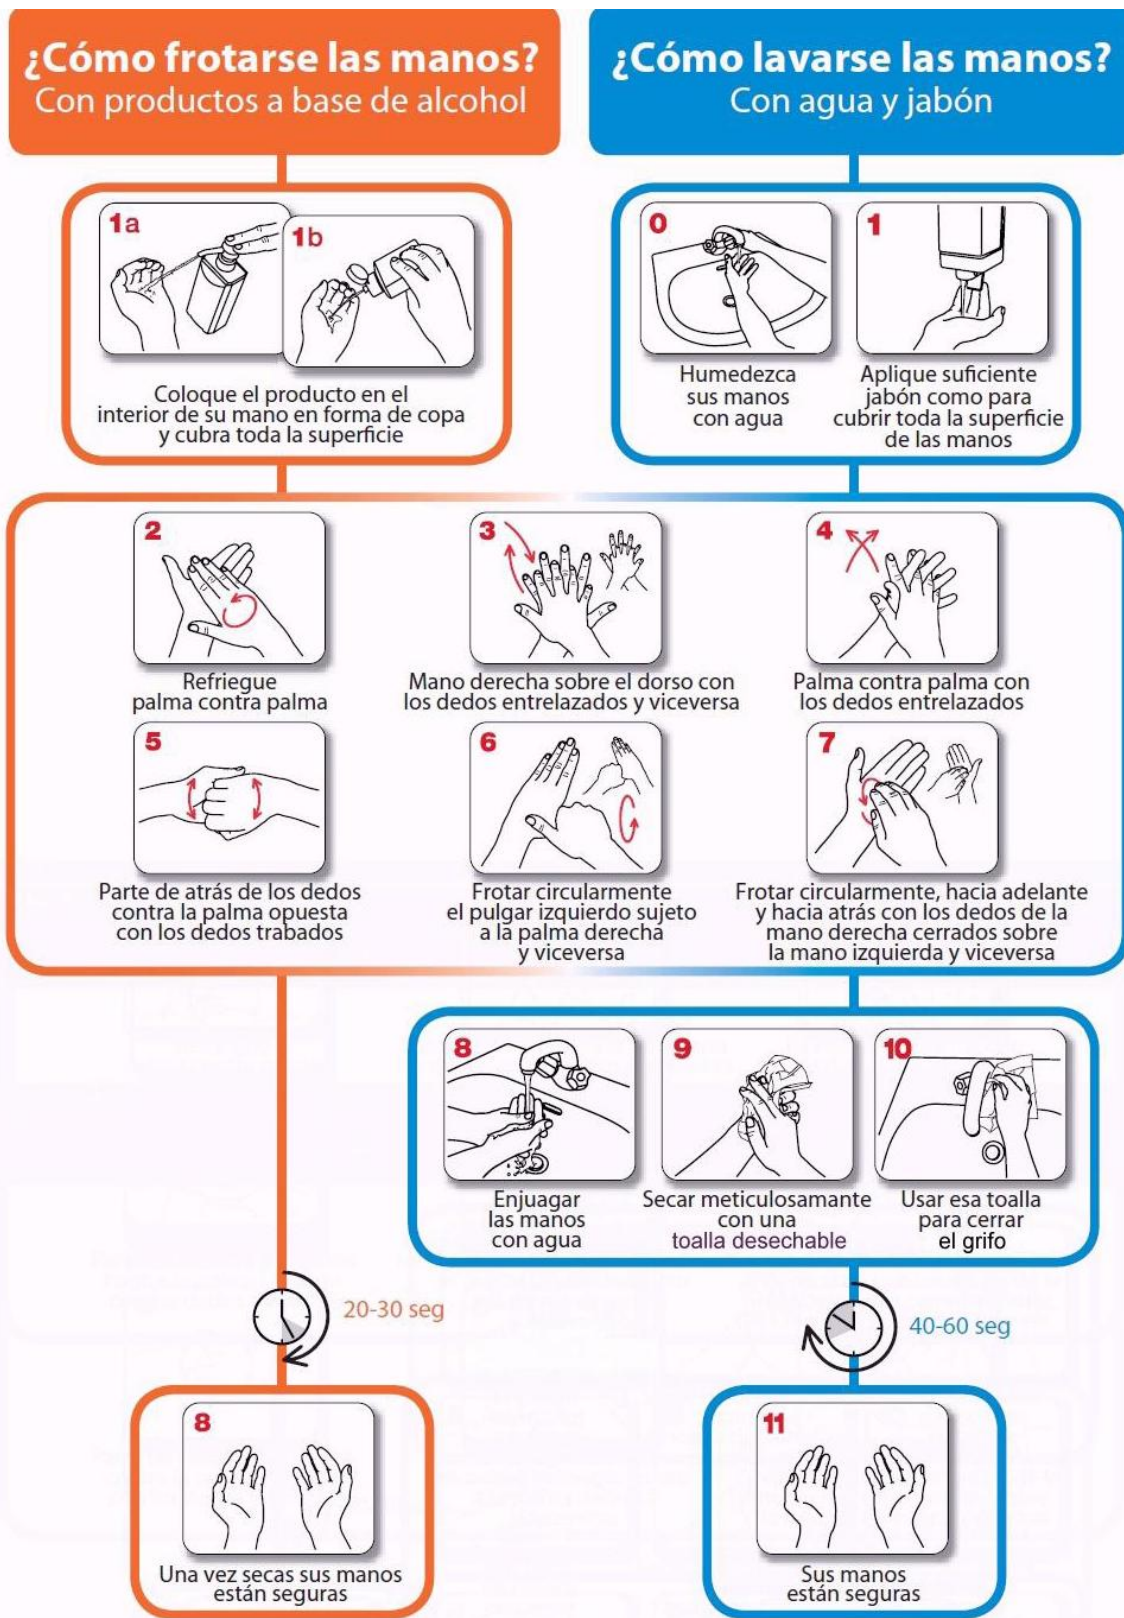 ¿Cómo frotarse las manos?
Con productos a base de alcohol
¿Cómo lavarse las manos?
Con agua y jabón
1a
1b
Coloque el producto en el
interior de su mano en forma de copa
y cubra toda la superficie
0
Humedezca
sus manos
con agua
1
Aplique suficiente
jabón como para
cubrir toda la superficie
de las manos
2
Refriegue
palma contra palma
3
Mano derecha sobre el dorso con
los dedos entrelazados y viceversa
4
Palma contra palma con
los dedos entrelazados
5
Parte de atrás de los dedos
contra la palma opuesta
con los dedos trabados
6
Frotar circularmente
el pulgar izquierdo sujeto
a la palma derecha
y viceversa
7
Frotar circularmente, hacia adelante
y hacia atrás con los dedos de la
mano derecha cerrados sobre
la mano izquierda y viceversa
8
Enjuagar
las manos
con agua
9
Secar meticulosamante
con una
toalla desechable
10
Usar esa toalla
para cerrar
el grifo
20-30 seg
40-60 seg
8
Una vez secas sus manos
están seguras
11
Sus manos
están seguras